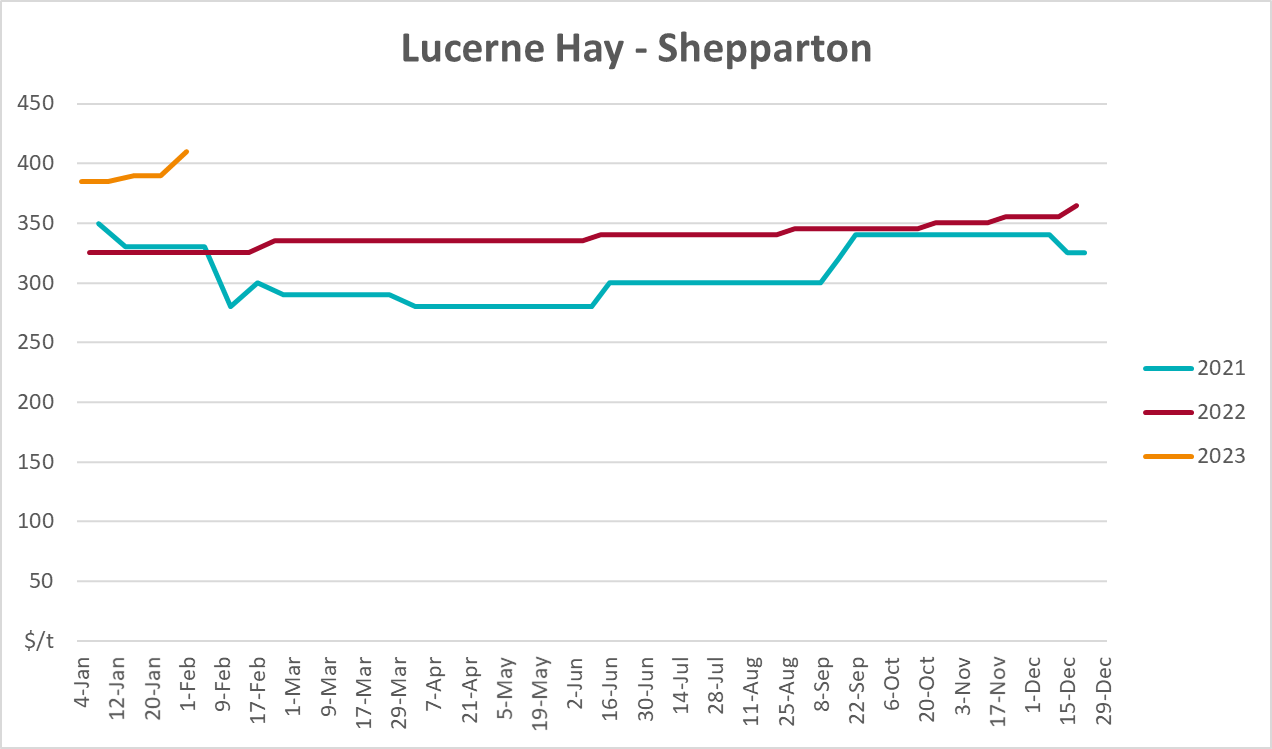 Lucerne Hay - Shepparton
450
400
350
300
250
200
150
100
50
$/t
4-Jan
12-Jan
20-Jan
1-Feb
9-Feb
17-Feb
1-Mar
9-Mar
17-Mar
29-Mar
7-Apr
21-Apr
5-May
19-May
2-Jun
16-Jun
30-Jun
14-Jul
28-Jul
11-Aug
25-Aug
8-Sep
22-Sep
6-Oct
20-Oct
3-Nov
17-Nov
1-Dec
15-Dec
29-Dec
2021
2022
2023